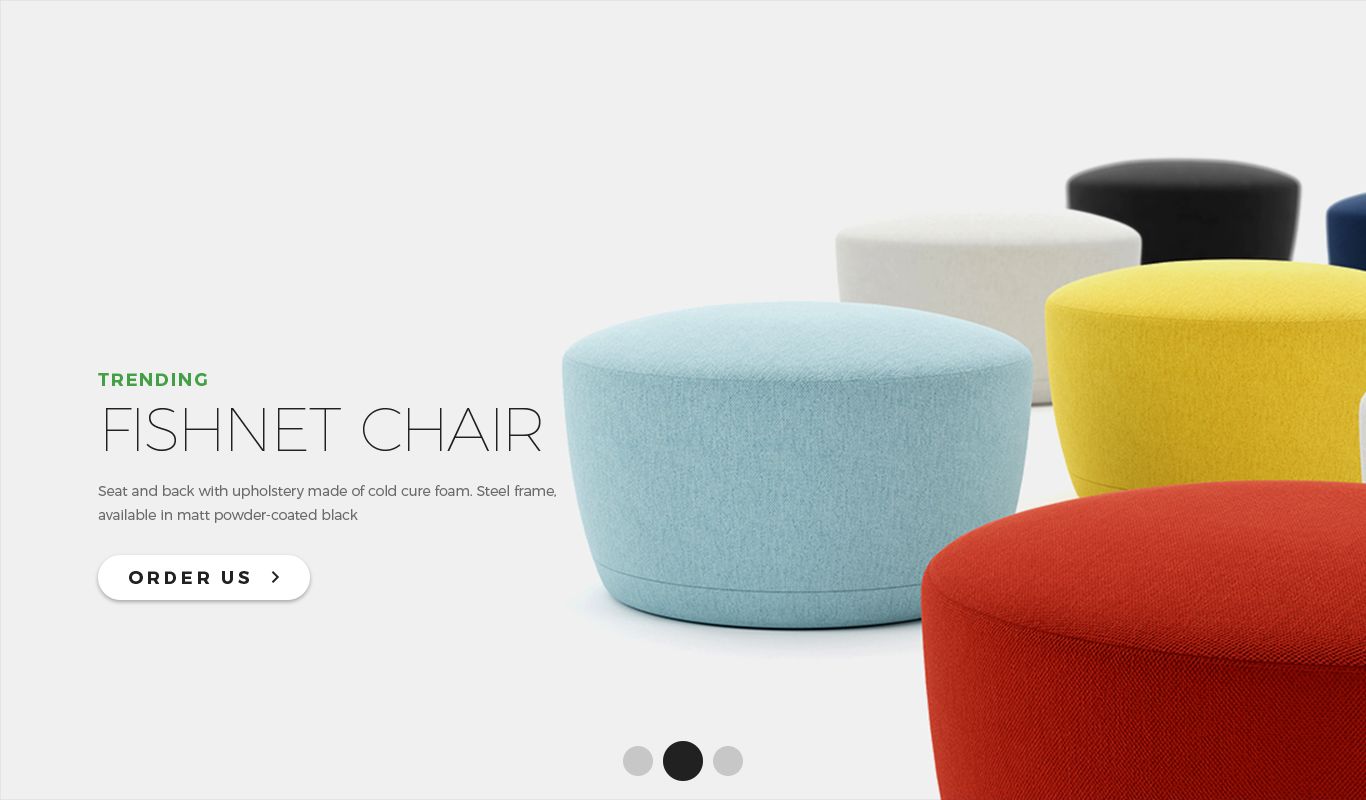 TRENDING
FISHNET CHAIR
Seat and back with upholstery made of cold cure foam. Steel frame,
available in matt powder-coated black
ORDER US